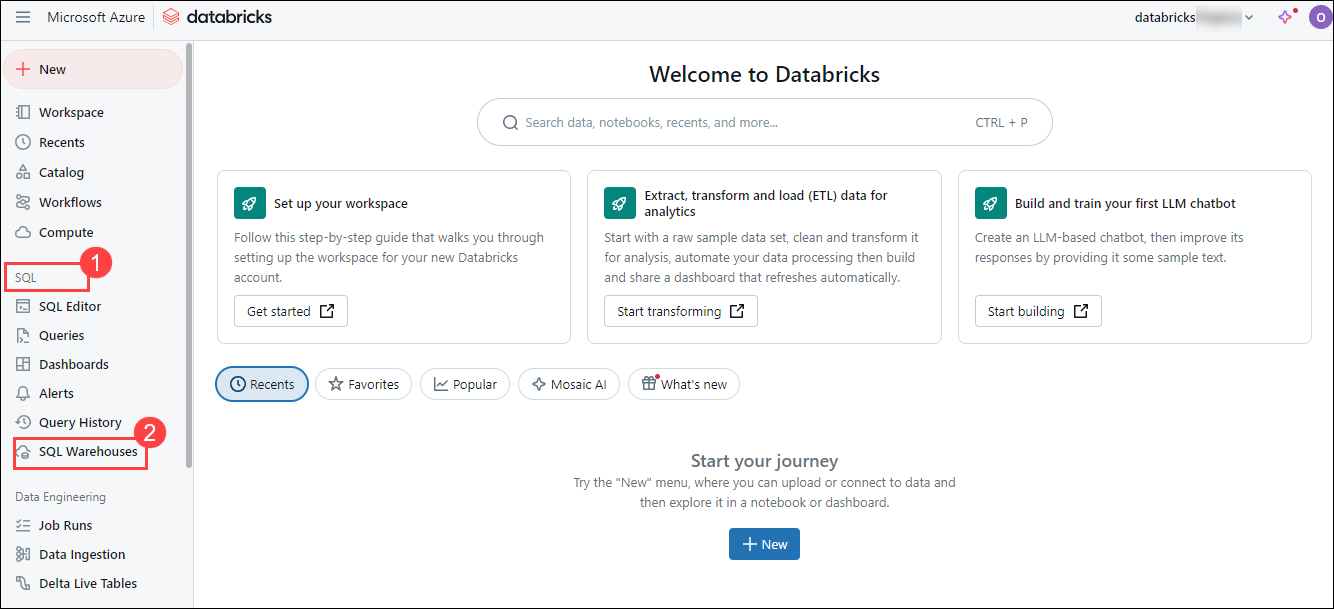 Microsoft Azure
databricks
databricks
O
New
Workspace
Recents
Catalog
Workflows
Compute
1
SQL
SQL Editor
Queries
Dashboards
Alerts
Query History
2
SQL Warehouses
Data Engineering
Job Runs
Data Ingestion
Delta Live Tables
Welcome to Databricks
Search data, notebooks, recents, and more...
CTRL + P
Set up your workspace
Follow this step-by-step guide that walks you through
setting up the workspace for your new Databricks
account.
Get started
Extract, transform and load (ETL) data for
analytics
Start with a raw sample data set, clean and transform it
for analysis, automate your data processing then build
and share a dashboard that refreshes automatically.
Start transforming
Build and train your first LLM chatbot
Create an LLM-based chatbot, then improve its
responses by providing it some sample text.
Start building
Recents
Favorites
Popular
Mosaic AI
What's new
Start your journey
Try the "New" menu, where you can upload or connect to data and
then explore it in a notebook or dashboard.
New